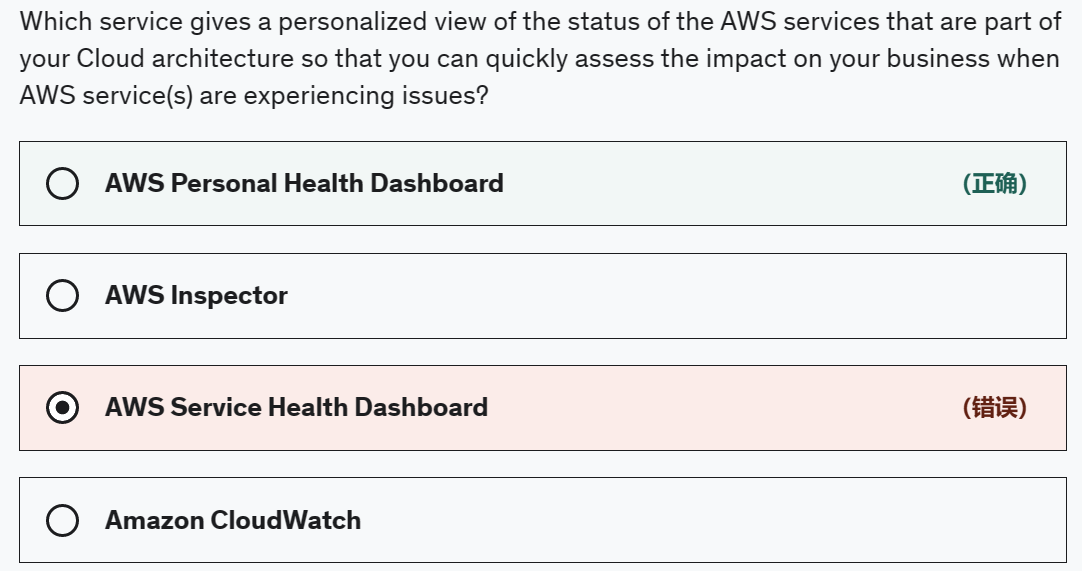 Which service gives a personalized view of the status of the AWS services that are part of
your Cloud architecture so that you can quickly assess the impact on your business when
AWS service(s) are experiencing issues?
AWS Personal Health Dashboard (正确)
AWS Inspector
AWS Service Health Dashboard (错误)
Amazon CloudWatch